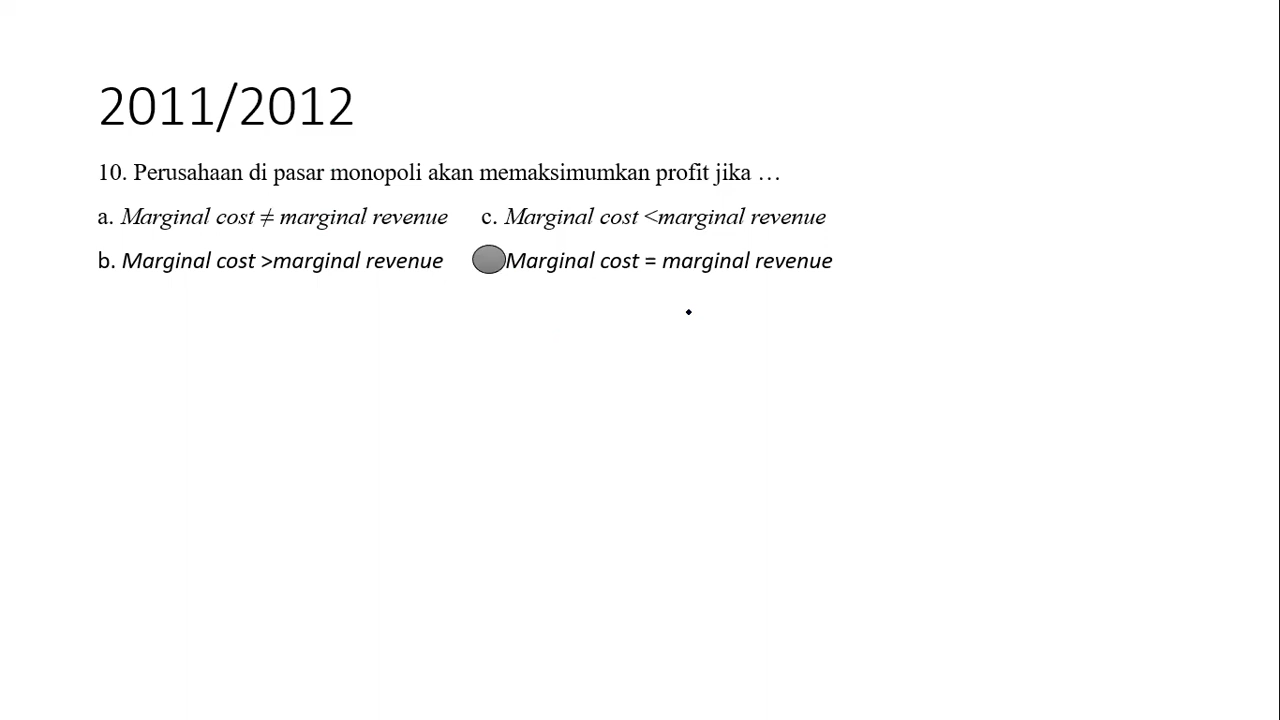 2011/2012
10. Perusahaan di pasar monopoli akan memaksimumkan profit jika …
a. Marginal cost ≠ marginal revenue c. Marginal cost <marginal revenue
b. Marginal cost >marginal revenue Marginal cost = marginal revenue